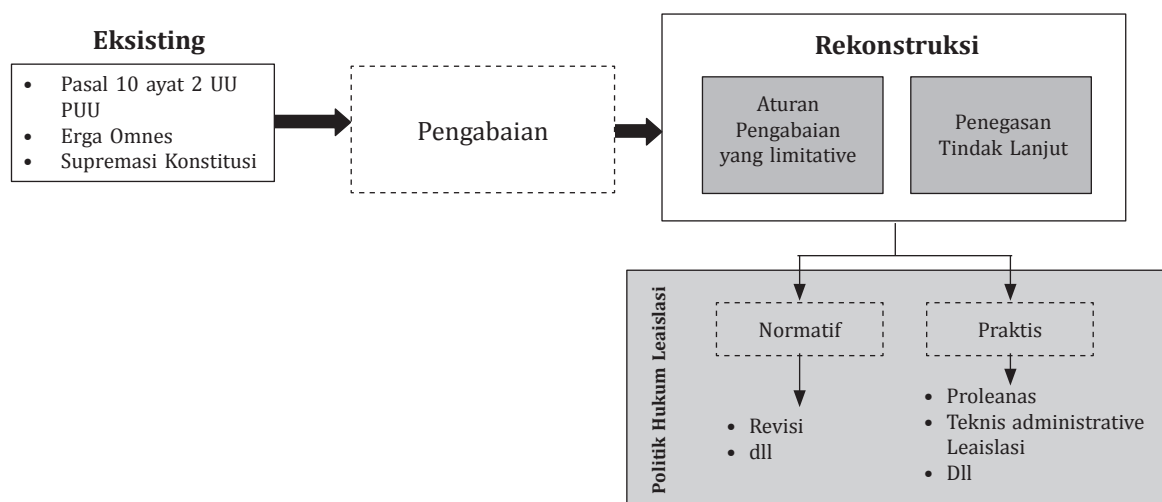 Eksisting
• Pasal 10 ayat 2 UU
PUU
• Erga Omnes
• Supremasi Konstitusi
Pengabaian
Rekonstruksi
Aturan
Pengabaian
yang limitative
Penegasan
Tindak Lanjut
Politik Hukum Leaislasi
Normatif
• Revisi
• dll
Praktis
• Proleanas
• Teknis administrative
Leaislasi
• Dll